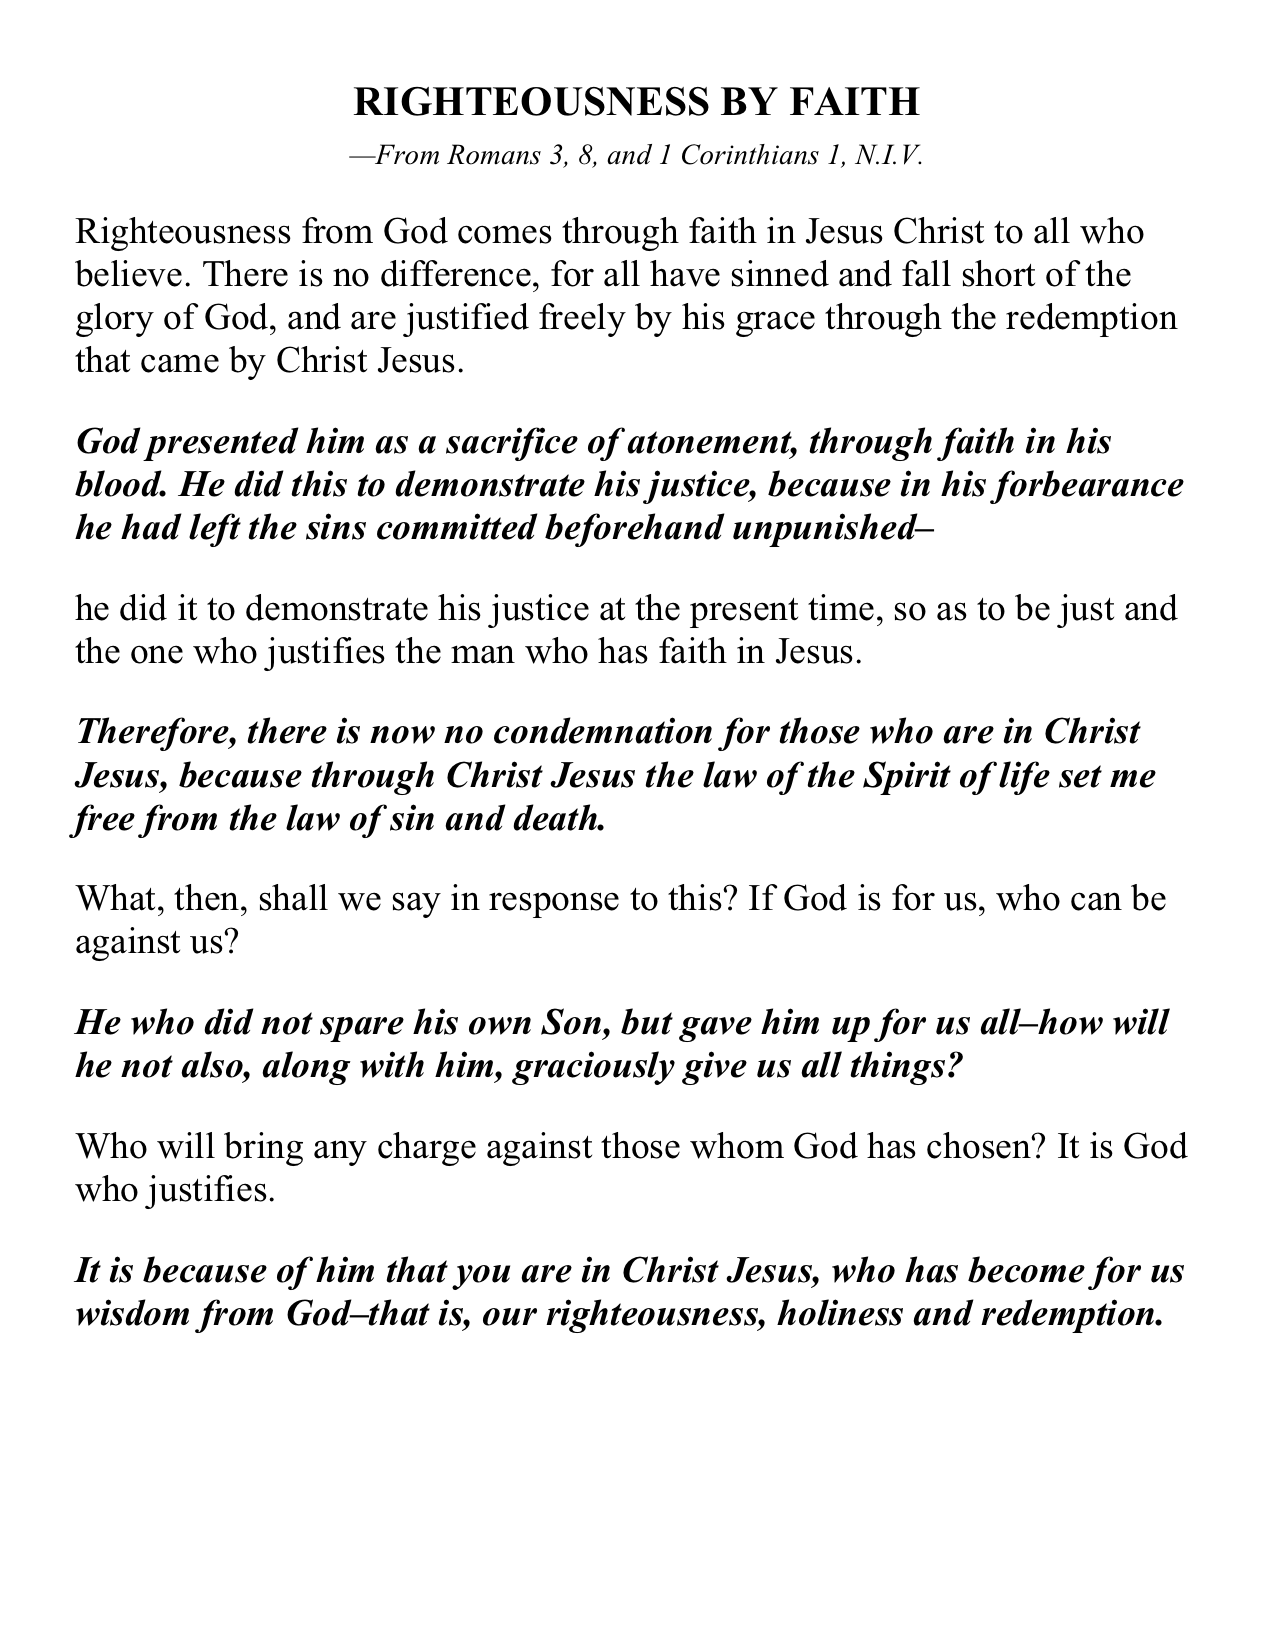 RIGHTEOUSNESS BY FAITH
—From Romans 3, 8, and 1 Corinthians 1, N.I.V.
Righteousness from God comes through faith in Jesus Christ to all who
believe. There is no difference, for all have sinned and fall short of the
glory of God, and are justified freely by his grace through the redemption
that came by Christ Jesus.
God presented him as a sacrifice of atonement, through faith in his
blood. He did this to demonstrate his justice, because in his forbearance
he had left the sins committed beforehand unpunished–
he did it to demonstrate his justice at the present time, so as to be just and
the one who justifies the man who has faith in Jesus.
Therefore, there is now no condemnation for those who are in Christ
Jesus, because through Christ Jesus the law of the Spirit of life set me
free from the law of sin and death.
What, then, shall we say in response to this? If God is for us, who can be
against us?
He who did not spare his own Son, but gave him up for us all–how will
he not also, along with him, graciously give us all things?
Who will bring any charge against those whom God has chosen? It is God
who justifies.
It is because of him that you are in Christ Jesus, who has become for us
wisdom from God–that is, our righteousness, holiness and redemption.